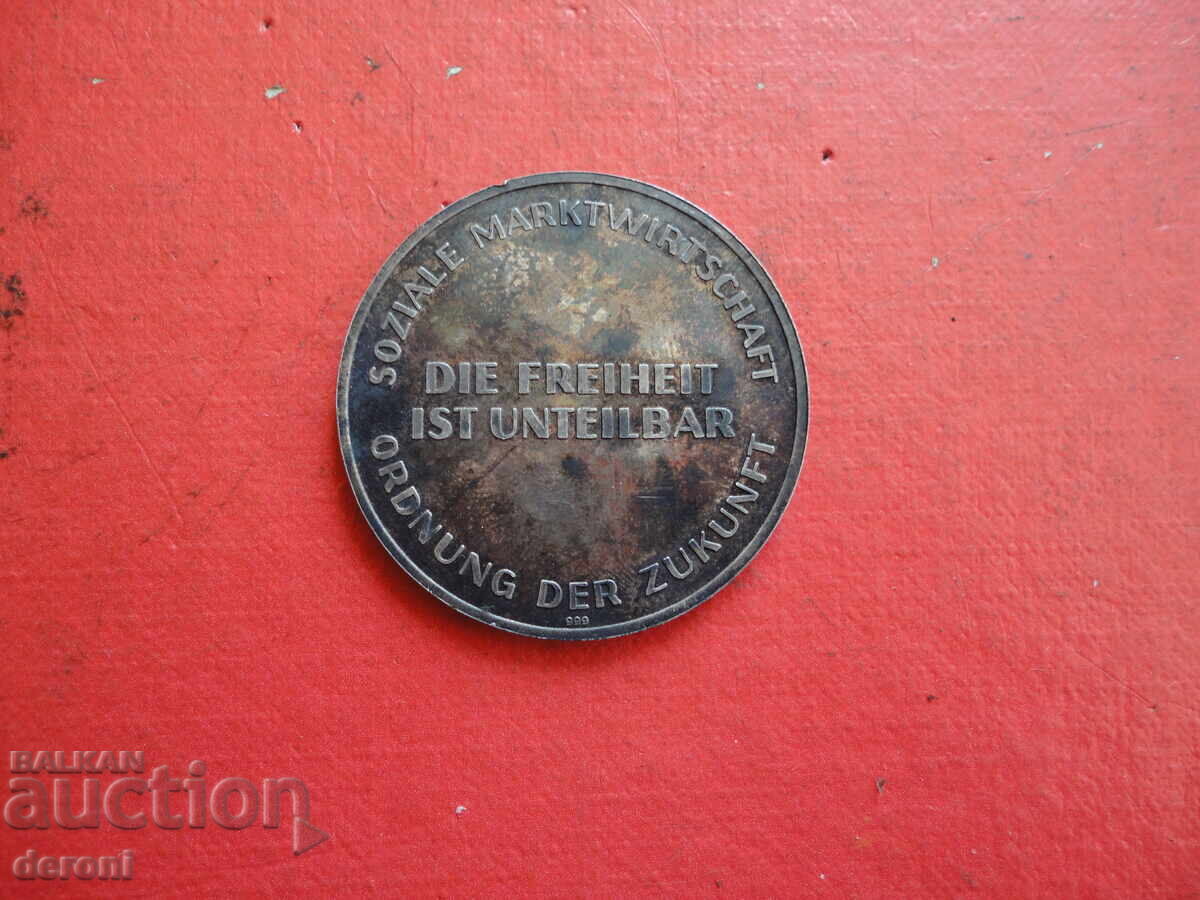 SOZIALE MARKTWIRTSCHAFT
DIE FREIHEIT
IST UNTEILBAR
ORDNUNG DER ZUKUNFT
999
BALKAN
auction
deroni